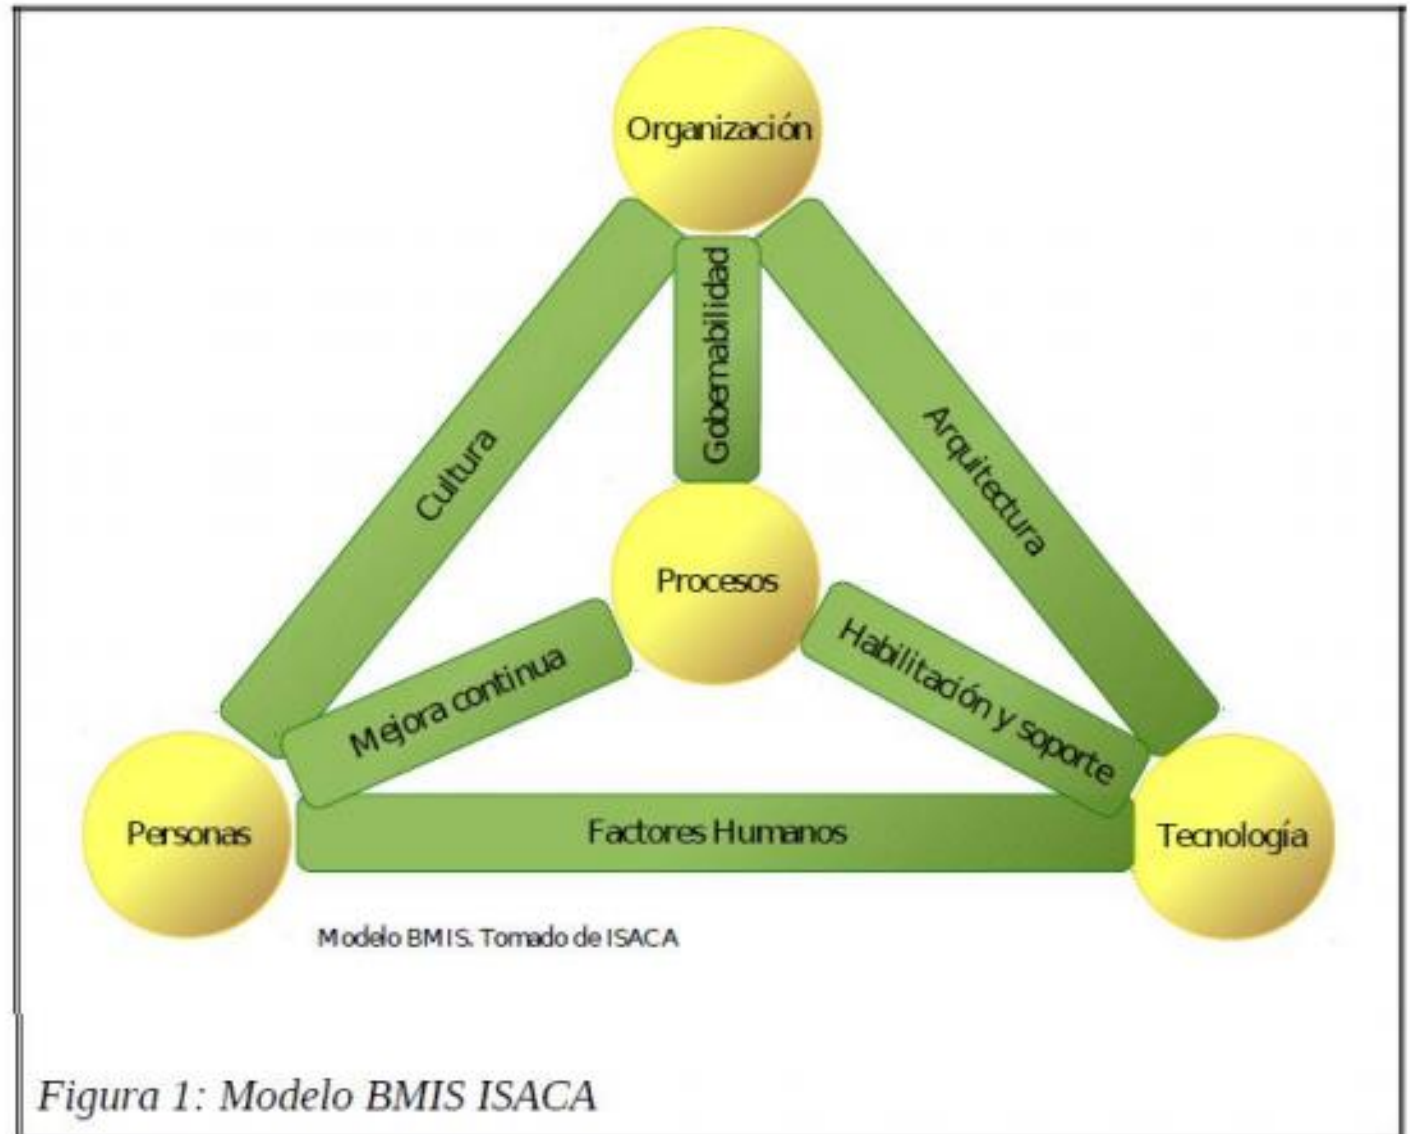 Organización
Gobernabilidad
Cultura
Arquitectura
Procesos
Mejora continua
Habilitación y soporte
Personas
Factores Humanos
Tecnología
Modelo BMIS. Tomado de ISACA
Figura 1: Modelo BMIS ISACA